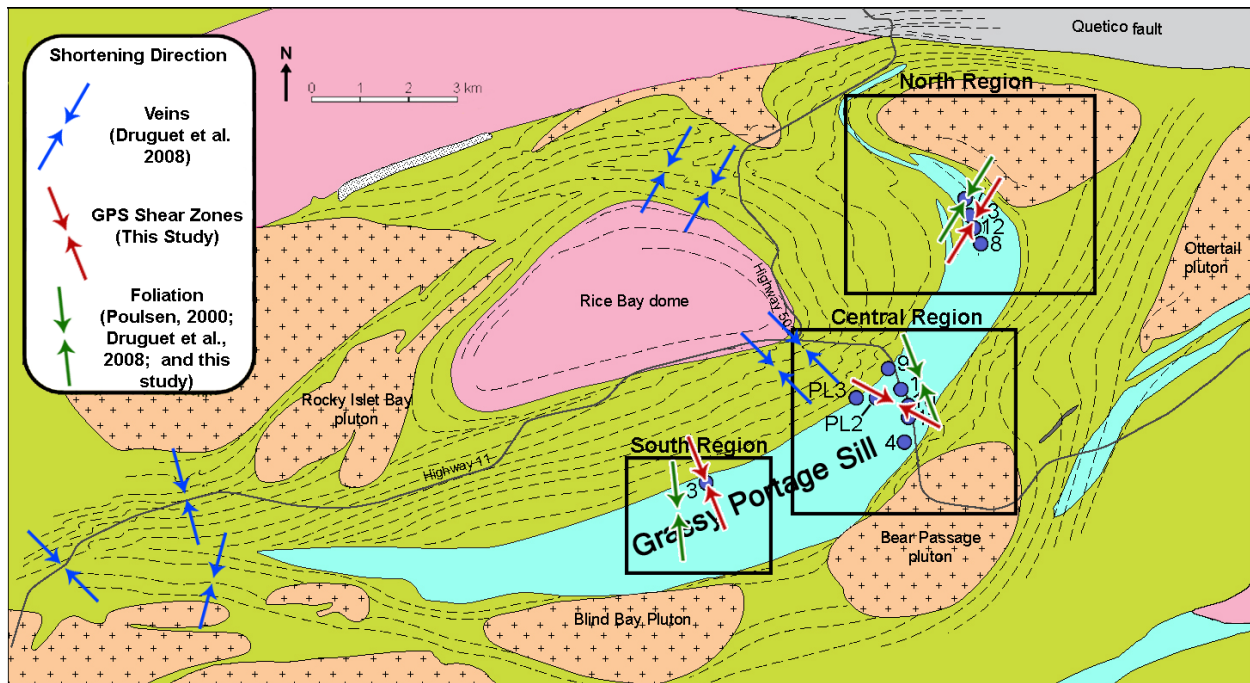 Shortening Direction
Veins
(Druguet et al.
2008)
GPS Shear Zones
(This Study)
Foliation
(Poulsen, 2000;
Druguet et al.,
2008; and this
study)
N
0 1 2 3 km
Quetico fault
North Region
3
12
8
Ottertail
pluton
Rice Bay dome
Highway 502
Central Region
9
1
PL3
PL2
4
Rocky Islet Bay
pluton
Highway 11
South Region
3
Grassy Portage Sill
Bear Passage
pluton
Blind Bay Pluton